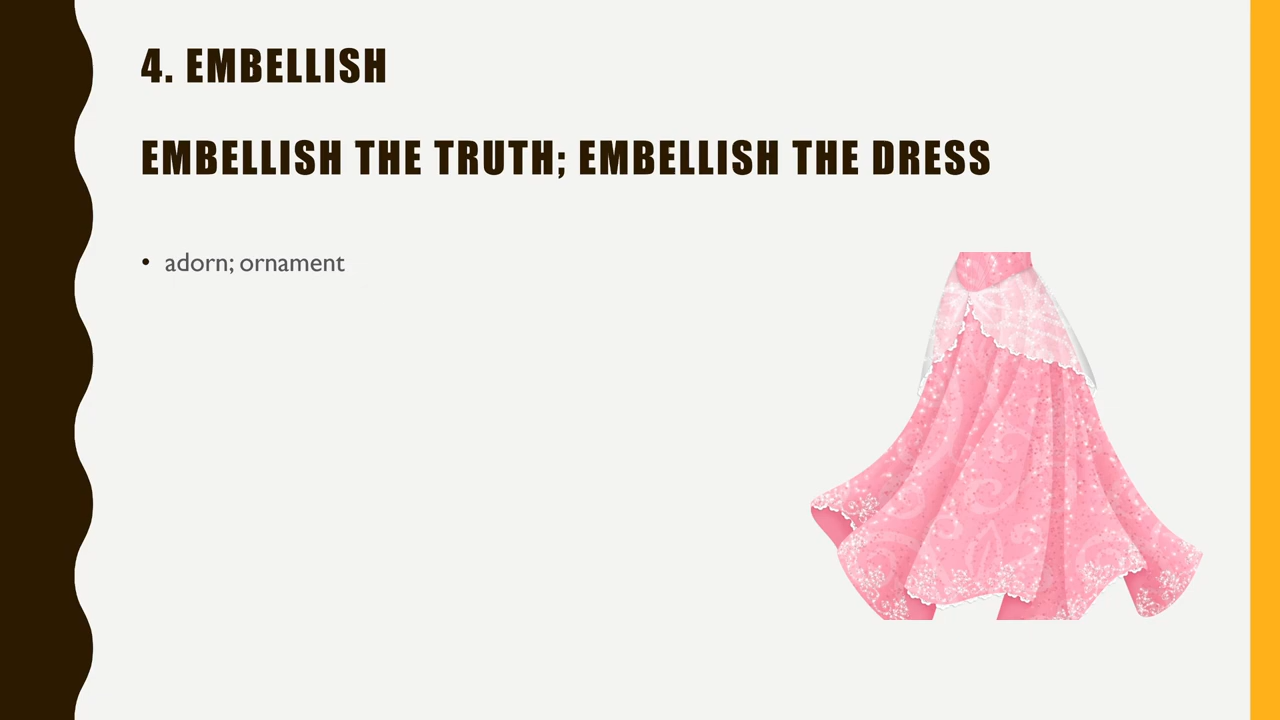 4. EMBELLISH
EMBELLISH THE TRUTH; EMBELLISH THE DRESS
• adorn; ornament